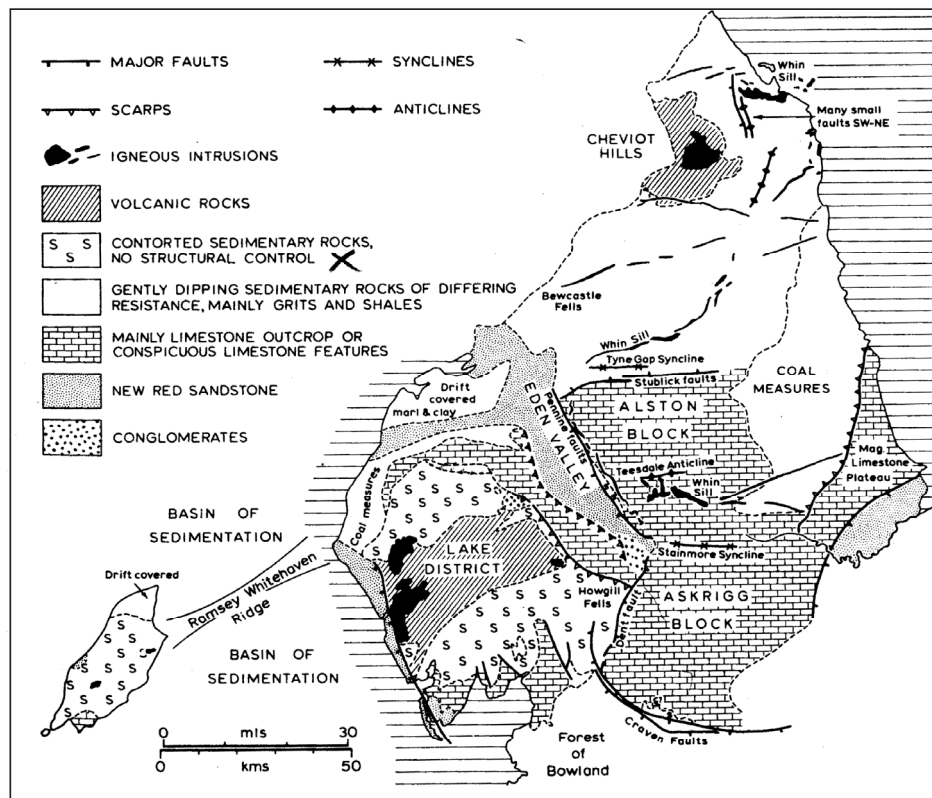 MAJOR FAULTS
SYNCLINES
SCARPS
ANTICLINES
IGNEOUS INTRUSIONS
VOLCANIC ROCKS
S S
S
CONTORTED SEDIMENTARY ROCKS,
NO STRUCTURAL CONTROL
GENTLY DIPPING SEDIMENTARY ROCKS OF DIFFERING
RESISTANCE, MAINLY GRITS AND SHALES
MAINLY LIMESTONE OUTCROP OR
CONSPICUOUS LIMESTONE FEATURES
NEW RED SANDSTONE
CONGLOMERATES
Whin
Sill
Many small
faults SW-NE
CHEVIOT
HILLS
Bewcastle
Fells
Whin Sill
Tyne Gap Syncline
Stublick faults
COAL
MEASURES
Drift
covered
marl & clay
EDEN VALLEY
Pennine faults
ALSTON
BLOCK
Teesdale Anticline
Whin
Sill
Mag.
Limestone
Plateau
Coal measures
BASIN OF
SEDIMENTATION
LAKE
DISTRICT
Stainmore Syncline
Drift covered
Ramsey Whitehaven
Ridge
Howgill
Fells
Dent fault
ASKRIGG
BLOCK
BASIN OF
SEDIMENTATION
Craven Faults
Forest
of
Bowland
0 mls 30
0 kms 50